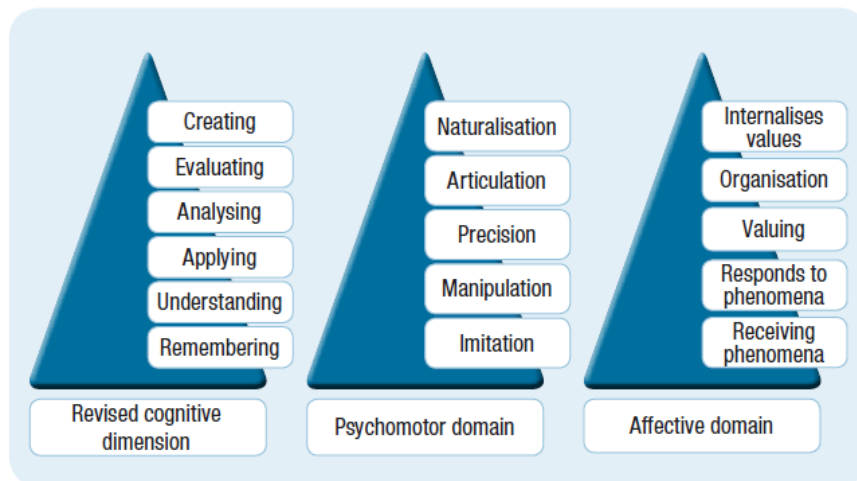 Creating
Evaluating
Analysing
Applying
Understanding
Remembering
Revised cognitive
dimension
Naturalisation
Articulation
Precision
Manipulation
Imitation
Psychomotor domain
Internalises
values
Organisation
Valuing
Responds to
phenomena
Receiving
phenomena
Affective domain